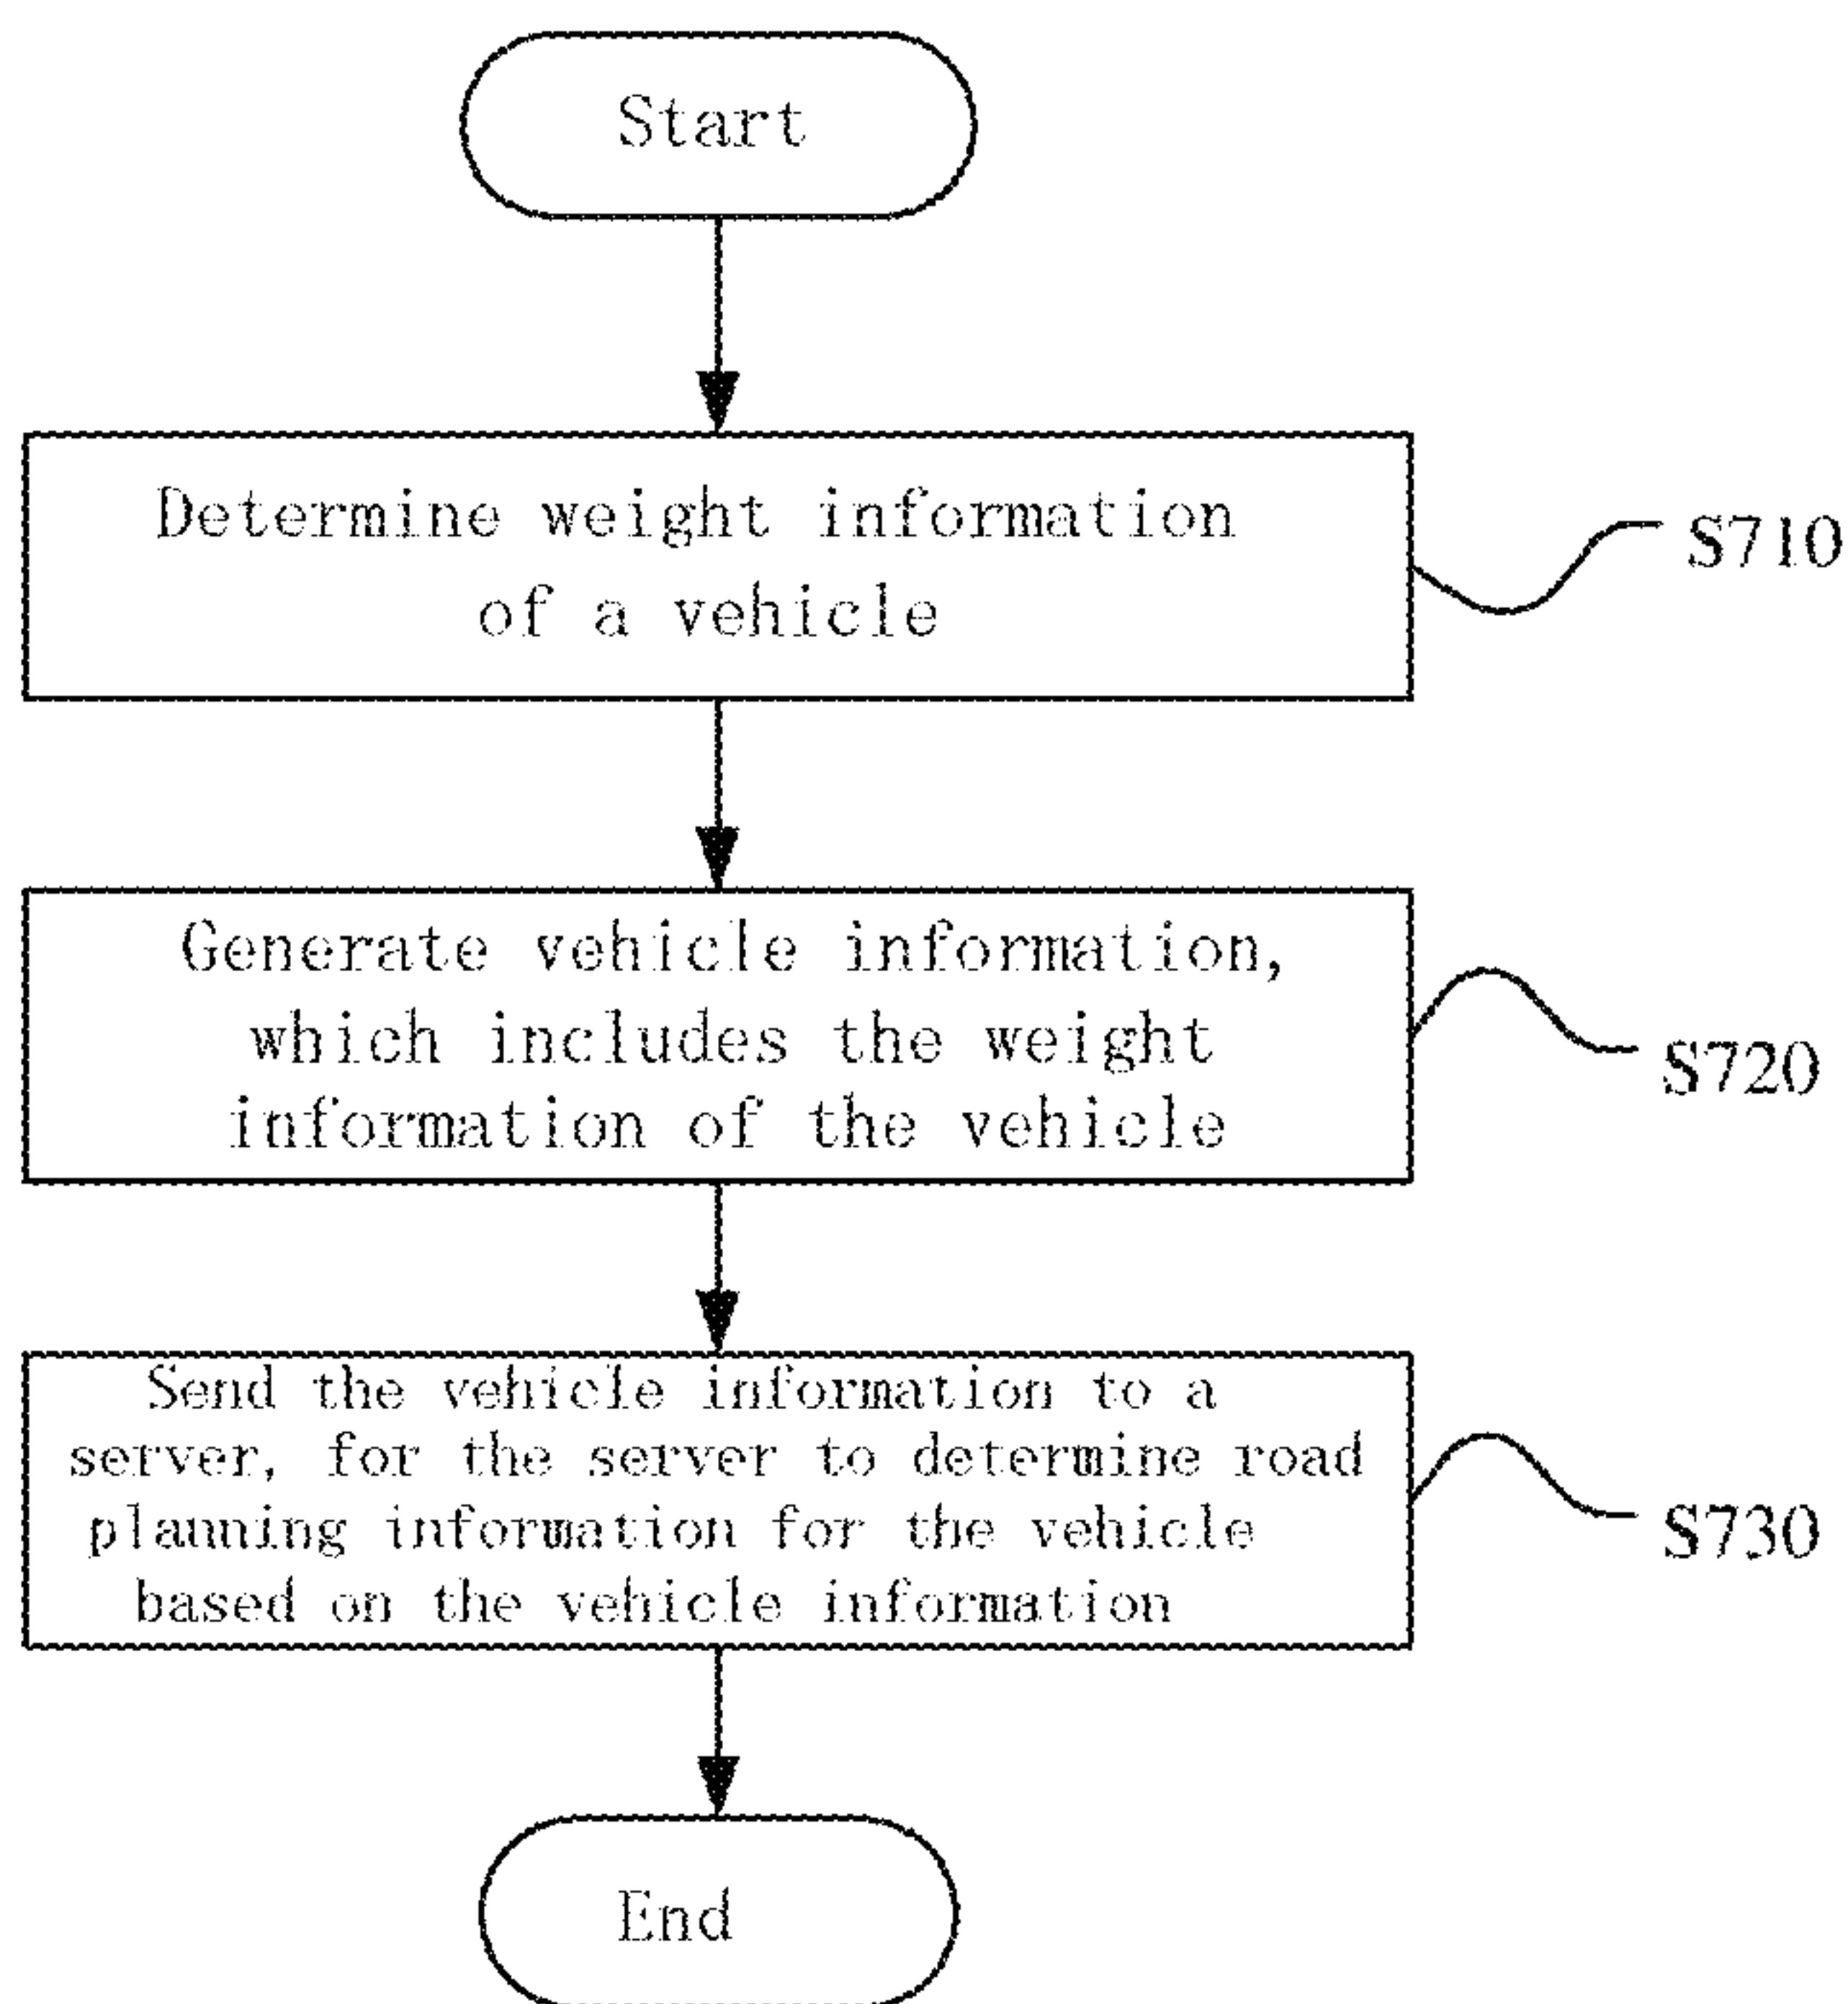 Start
Determine weight information
of a vehicle
S710
Generate vehicle information,
which includes the weight
information of the vehicle
S720
Send the vehicle information to a
server, for the server to determine road
planning information for the vehicle
based on the vehicle information
S730
End